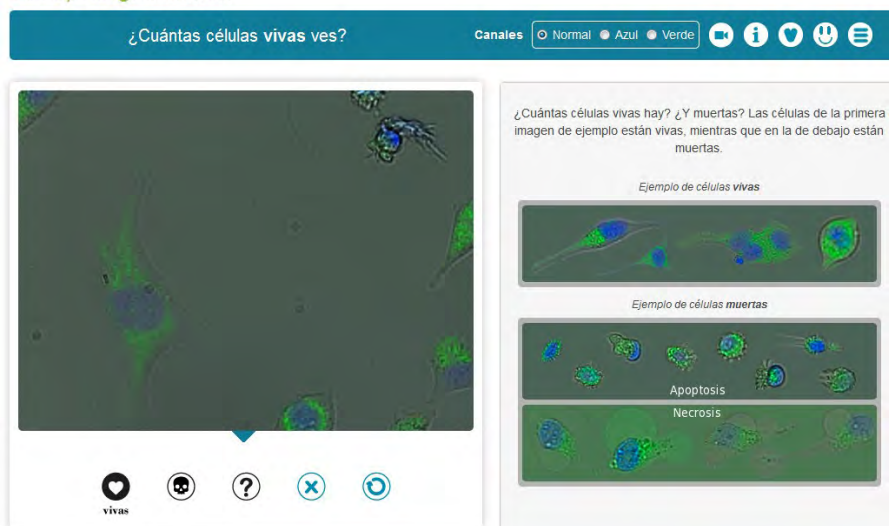 ¿Cuántas células vivas ves?
Canales Normal Azul Verde
¿Cuántas células vivas hay? ¿Y muertas? Las células de la primera
imagen de ejemplo están vivas, mientras que en la de debajo están
muertas.
Ejemplo de células vivas
Ejemplo de células muertas
Apoptosis
Necrosis
vivas